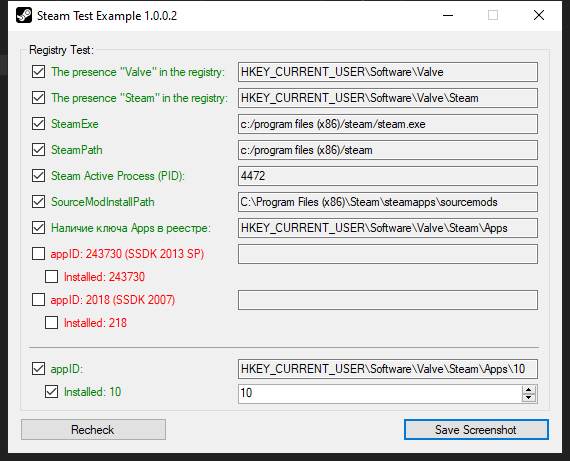 Steam Test Example 1.0.0.2
Registry Test:
The presence "Valve" in the registry: HKEY_CURRENT_USER\Software\Valve
The presence "Steam" in the registry: HKEY_CURRENT_USER\Software\Valve\Steam
SteamExe c:/program files (x86)/steam/steam.exe
SteamPath c:/program files (x86)/steam
Steam Active Process (PID): 4472
SourceModInstallPath C:\Program Files (x86)\Steam\steamapps\sourcemods
Наличие ключа Apps в реестре: HKEY_CURRENT_USER\Software\Valve\Steam\Apps
appID: 243730 (SSDK 2013 SP)
Installed: 243730
appID: 2018 (SSDK 2007)
Installed: 218
appID: HKEY_CURRENT_USER\Software\Valve\Steam\Apps\10
Installed: 10 10
Recheck Save Screenshot